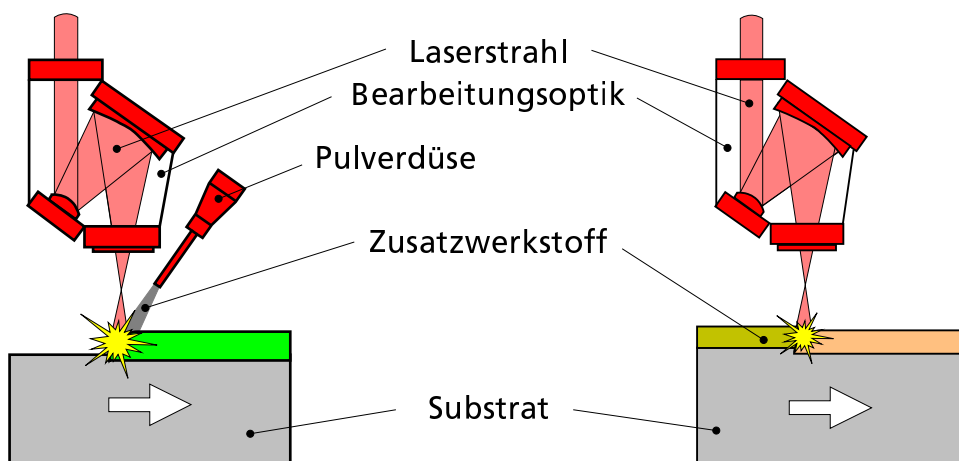 Laserstrahl
Bearbeitungsoptik
Pulverdüse
Zusatzwerkstoff
Substrat